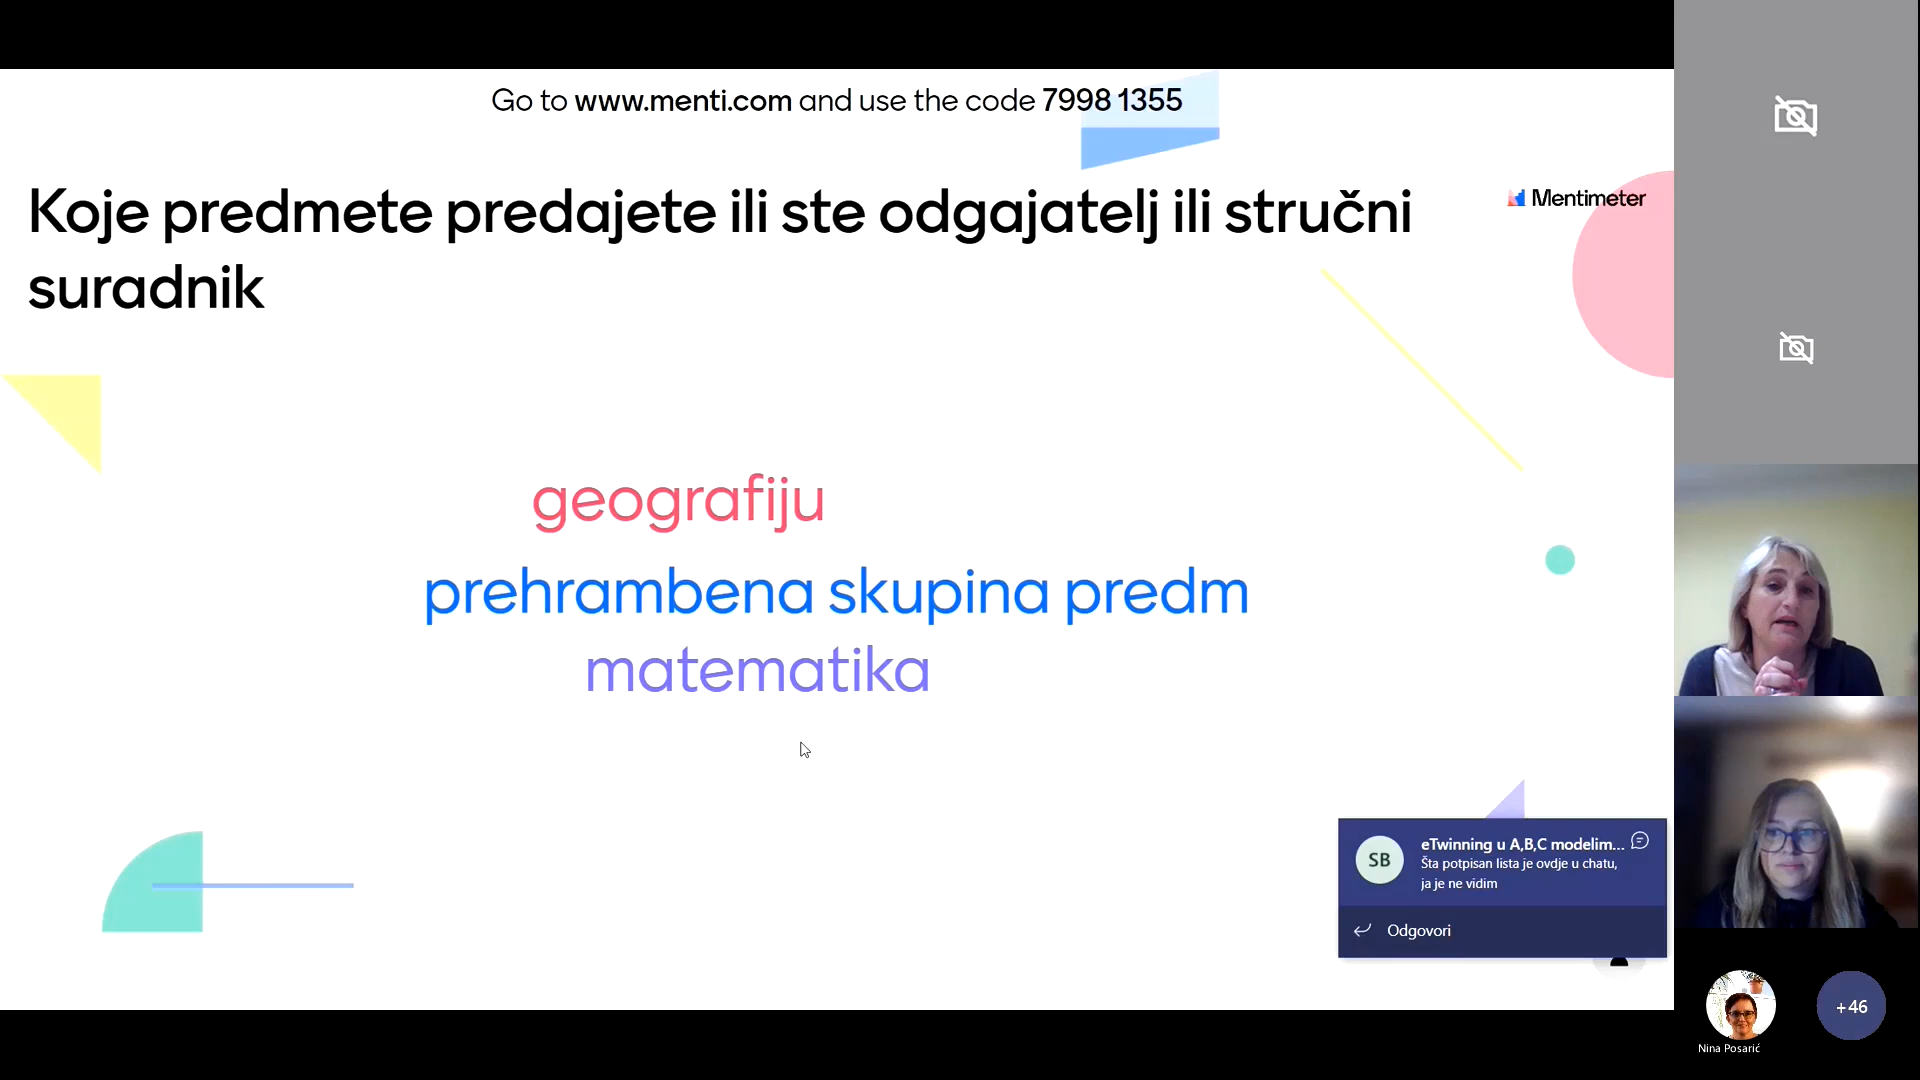 Go to www.menti.com and use the code 7998 1355
Koje predmete predajete ili ste odgajatelj ili stručni
suradnik
Mentimeter
geografiju
prehrambena skupina predm
matematika
SB
eTwinning u A,B,C modelim...
Šta potpisan lista je ovdje u chatu,
ja je ne vidim
Odgovori
Nina Posarić
+46